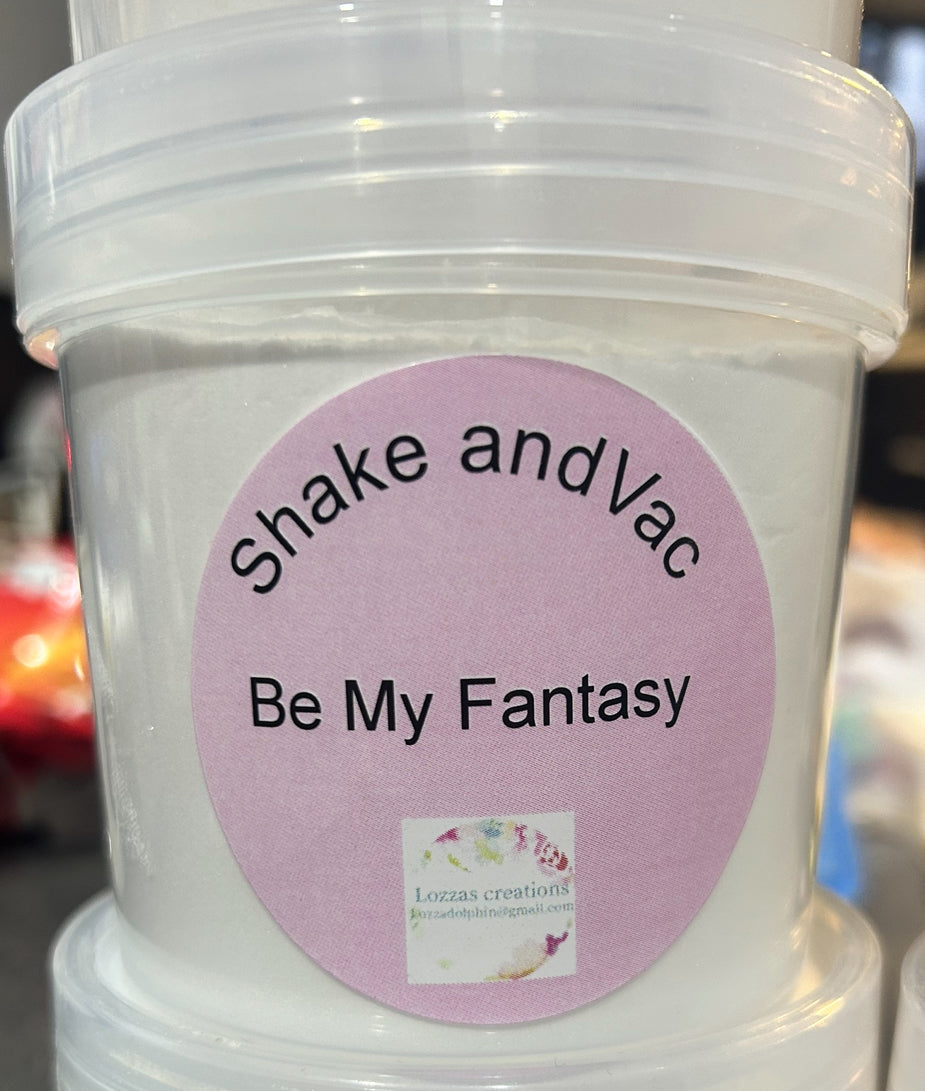 Shake andVac
Be My Fantasy
Lozzas creations
Lozzadolphin@gmail.com